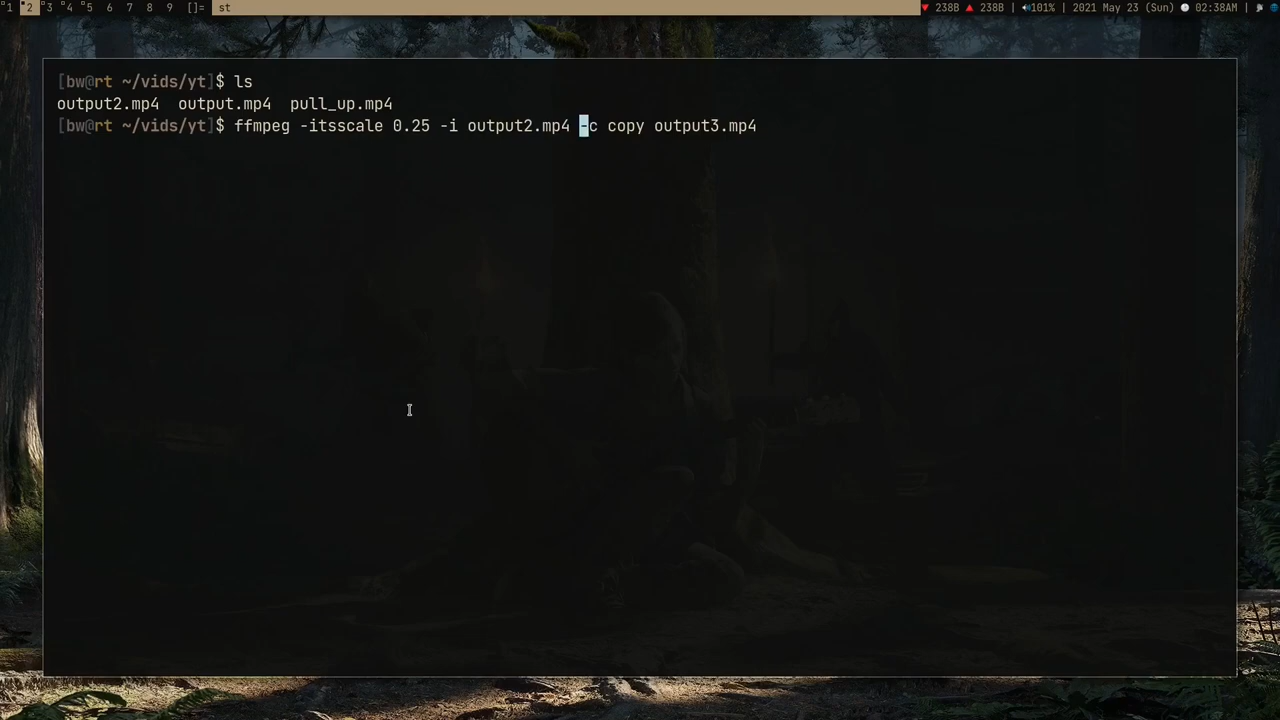 1 2 3 4 5 6 7 8 9 []= st 238B 238B | 101% | 2021 May 23 (Sun) 02:38AM |
[bw@rt ~/vids/yt]$ ls
output2.mp4 output.mp4 pull_up.mp4
[bw@rt ~/vids/yt]$ ffmpeg -itsscale 0.25 -i output2.mp4 -c copy output3.mp4